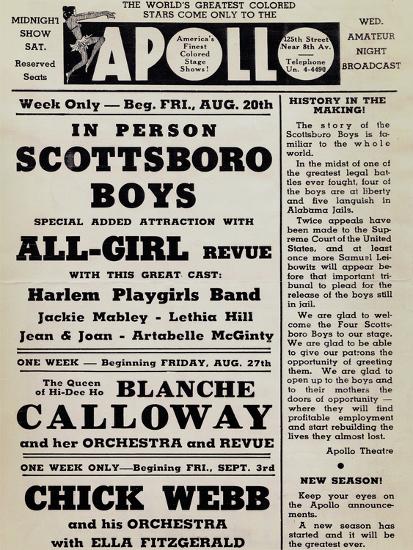 THE WORLD'S GREATEST COLORED
STARS COME ONLY TO THE
MIDNIGHT
SHOW
SAT.
Reserved
Seats
APOLLO
America's
Finest
Colored
Stage
Shows!
125th Street
Near 8th Av.
Telephone
Un. 4-4490
WED.
AMATEUR
NIGHT
BROADCAST
Week Only — Beg. FRI., AUG. 20th
IN PERSON
SCOTTSBORO
BOYS
SPECIAL ADDED ATTRACTION WITH
ALL-GIRL REVUE
WITH THIS GREAT CAST:
Harlem Playgirls Band
Jackie Mabley - Lethia Hill
Jean & Joan - Artabelle McGinty
ONE WEEK — Beginning FRIDAY, AUG. 27th
The Queen
of Hi-Dee Ho
BLANCHE
CALLOWAY
and her ORCHESTRA and REVUE
ONE WEEK ONLY—Begining FRI., SEPT. 3rd
CHICK WEBB
and his ORCHESTRA
with ELLA FITZGERALD
HISTORY IN THE
MAKING!
The story of the
Scottsboro Boys is fa-
miliar to the whole
world.
In the midst of one of
the greatest legal bat-
tles ever fought, four of
the boys are at liberty
and five languish in
Alabama Jails.
Twice appeals have
been made to the Sup-
reme Court of the United
States, and at least
once more Samuel Lei-
bowitz will appear be-
fore that important tri-
bunal to plead for the
release of the boys still
in jail.
We are glad to wel-
come the Four Scotts-
boro Boys to our stage.
We are glad to be able
to give our patrons the
opportunity of greeting
them. We are glad to
open up to the boys and
to their mothers the
doors of opportunity —
where they will find
profitable employment
and start rebuilding the
lives they almost lost.
Apollo Theatre
NEW SEASON!
Keep your eyes on
the Apollo announce-
ments.
A new season has
started and it will be
the greatest ever.